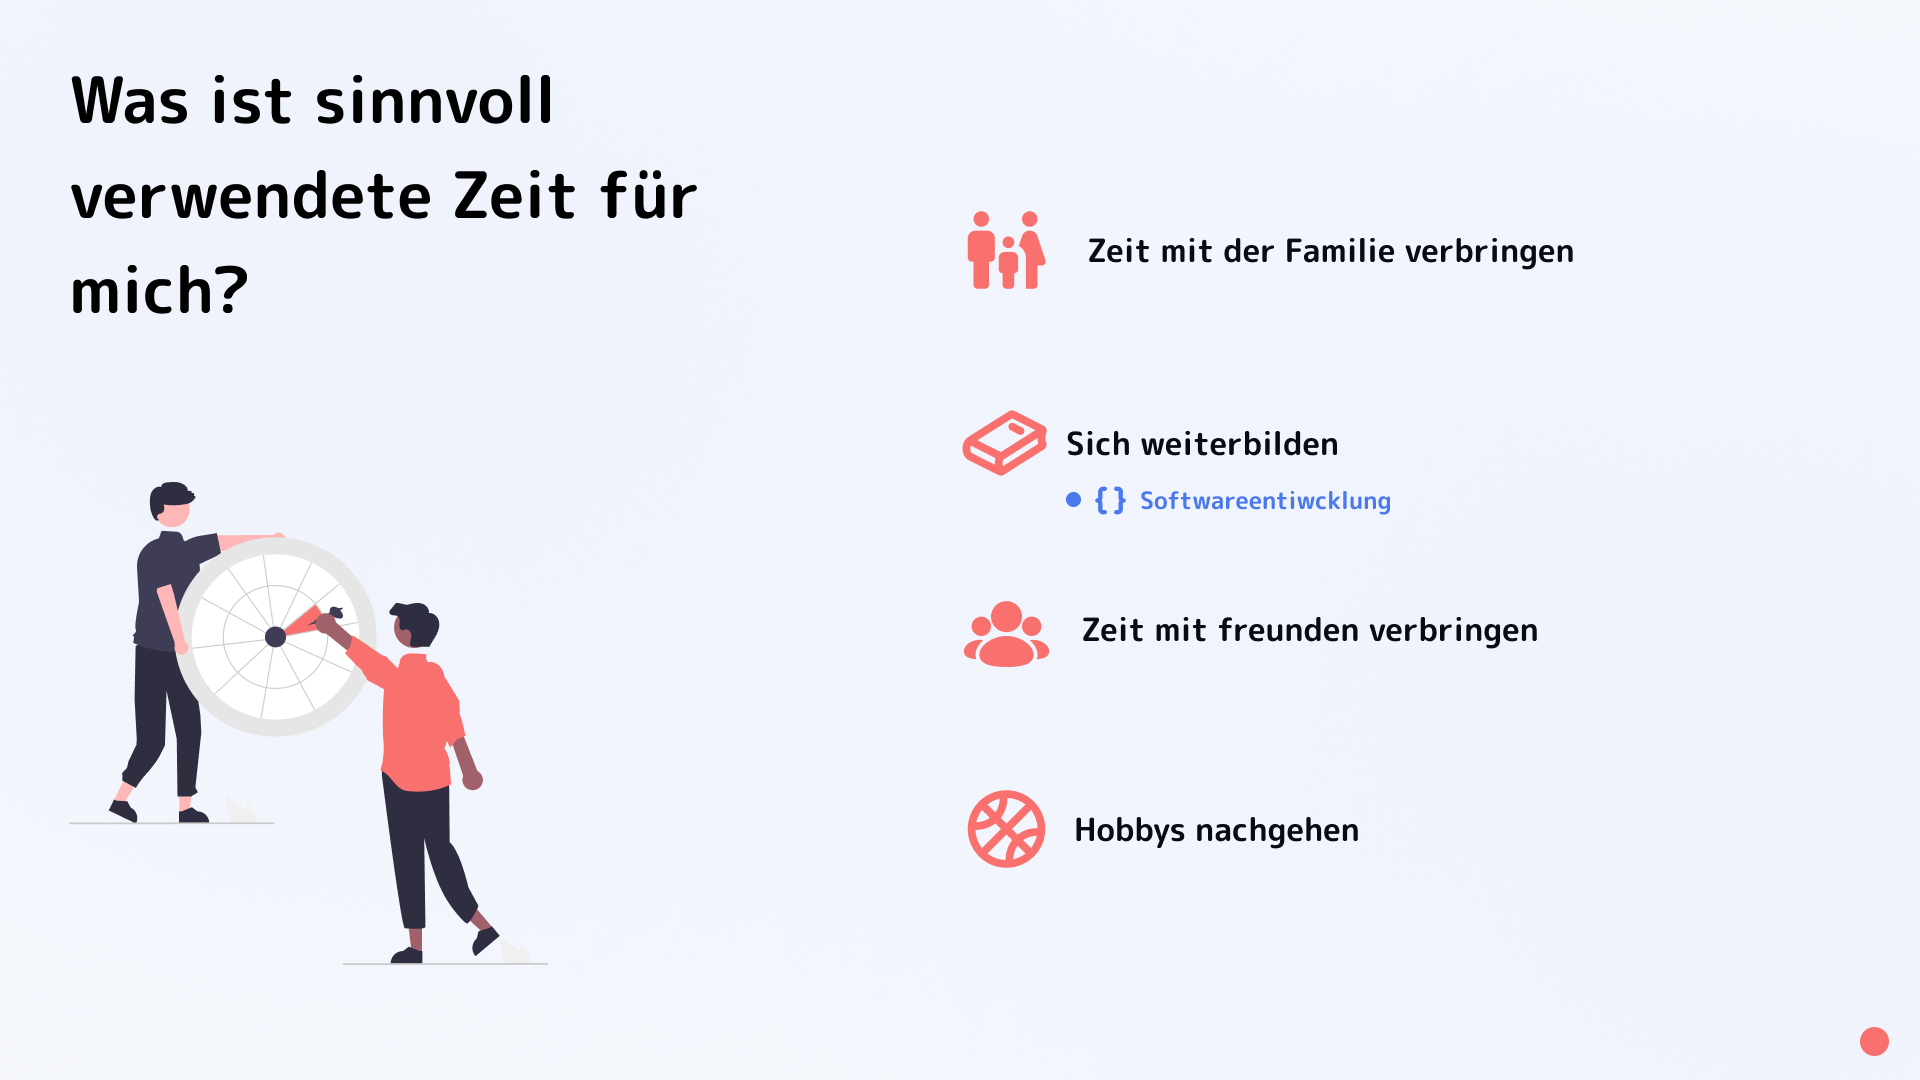 Was ist sinnvoll
verwendete Zeit für
mich?
Zeit mit der Familie verbringen
Sich weiterbilden
{} Softwareentiwcklung
Zeit mit freunden verbringen
Hobbys nachgehen